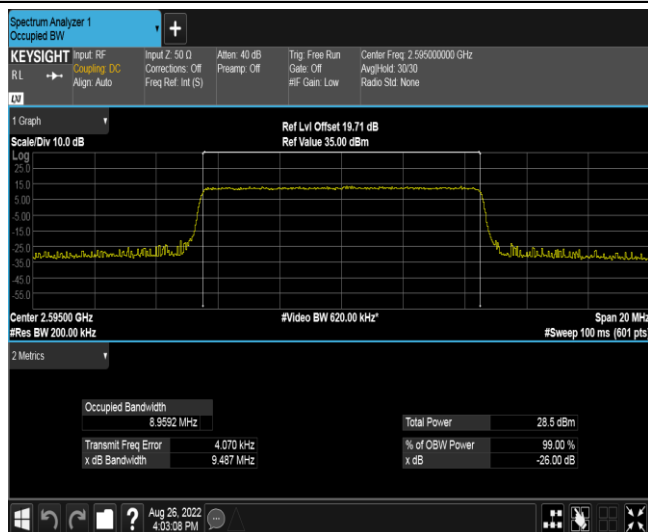 Spectrum Analyzer 1
Occupied BW
+
KEYSIGHT Input: RF Input Z: 50 Ω Atten: 40 dB Trig: Free Run Center Freq: 2.595000000 GHz
RL Coupling: DC Corrections: Off Preamp: Off Gate: Off Avg|Hold: 30/30
Align: Auto Freq Ref: Int (S) #IF Gain: Low Radio Std: None
LXI
1 Graph
Ref Lvl Offset 19.71 dB
Scale/Div 10.0 dB Ref Value 35.00 dBm
Log
25.0
15.0
5.00
-5.00
-15.0
-25.0
-35.0
-45.0
-55.0
Center 2.59500 GHz #Video BW 620.00 kHz* Span 20 MHz
#Res BW 200.00 kHz #Sweep 100 ms (601 pts)
2 Metrics
Occupied Bandwidth
8.9592 MHz Total Power 28.5 dBm
Transmit Freq Error 4.070 kHz % of OBW Power 99.00 %
x dB Bandwidth 9.487 MHz x dB -26.00 dB
? Aug 26, 2022
4:03:08 PM